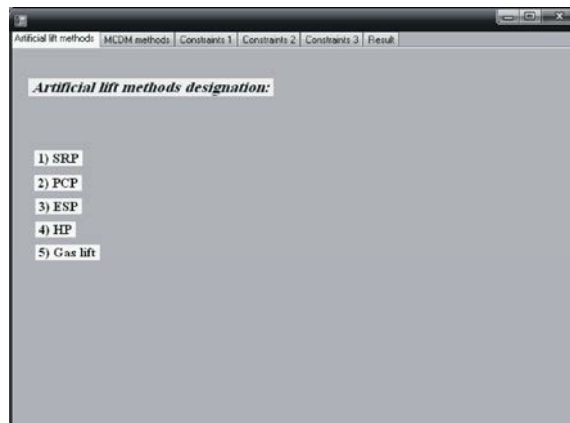 Artificial lift methods MCDM methods Constraints 1 Constraints 2 Constraints 3 Result
Artificial lift methods designation:
1) SRP
2) PCP
3) ESP
4) HP
5) Gas lift